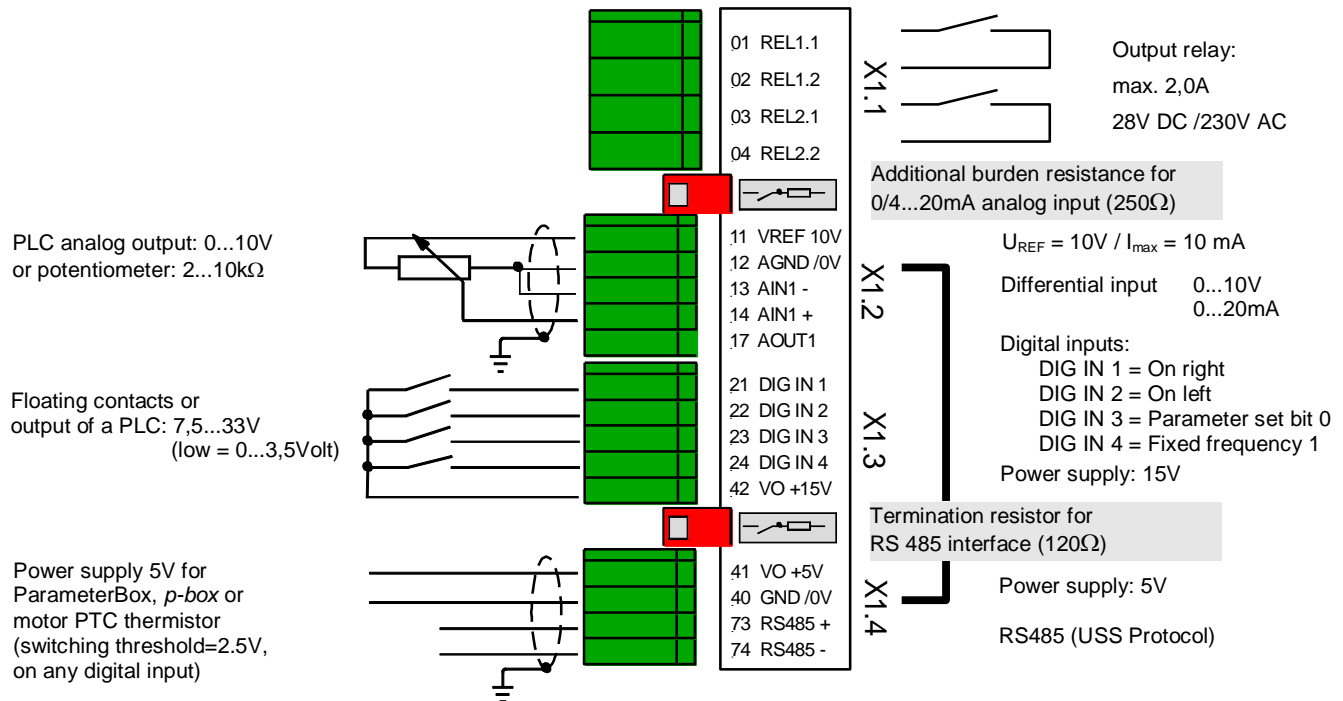 01 REL1.1
02 REL1.2
03 REL2.1
04 REL2.2
X1.1
Output relay:
max. 2,0A
28V DC /230V AC
Additional burden resistance for
0/4...20mA analog input (250Ω)
PLC analog output: 0...10V
or potentiometer: 2...10kΩ
11 VREF 10V
12 AGND /0V
13 AIN1 -
14 AIN1 +
17 AOUT1
X1.2
UREF = 10V / Imax = 10 mA
Differential input 0...10V
0...20mA
Digital inputs:
DIG IN 1 = On right
DIG IN 2 = On left
DIG IN 3 = Parameter set bit 0
DIG IN 4 = Fixed frequency 1
Power supply: 15V
Floating contacts or
output of a PLC: 7,5...33V
(low = 0...3,5Volt)
21 DIG IN 1
22 DIG IN 2
23 DIG IN 3
24 DIG IN 4
42 VO +15V
X1.3
Termination resistor for
RS 485 interface (120Ω)
Power supply 5V for
ParameterBox, p-box or
motor PTC thermistor
(switching threshold=2.5V,
on any digital input)
41 VO +5V
40 GND /0V
73 RS485 +
74 RS485 -
X1.4
Power supply: 5V
RS485 (USS Protocol)